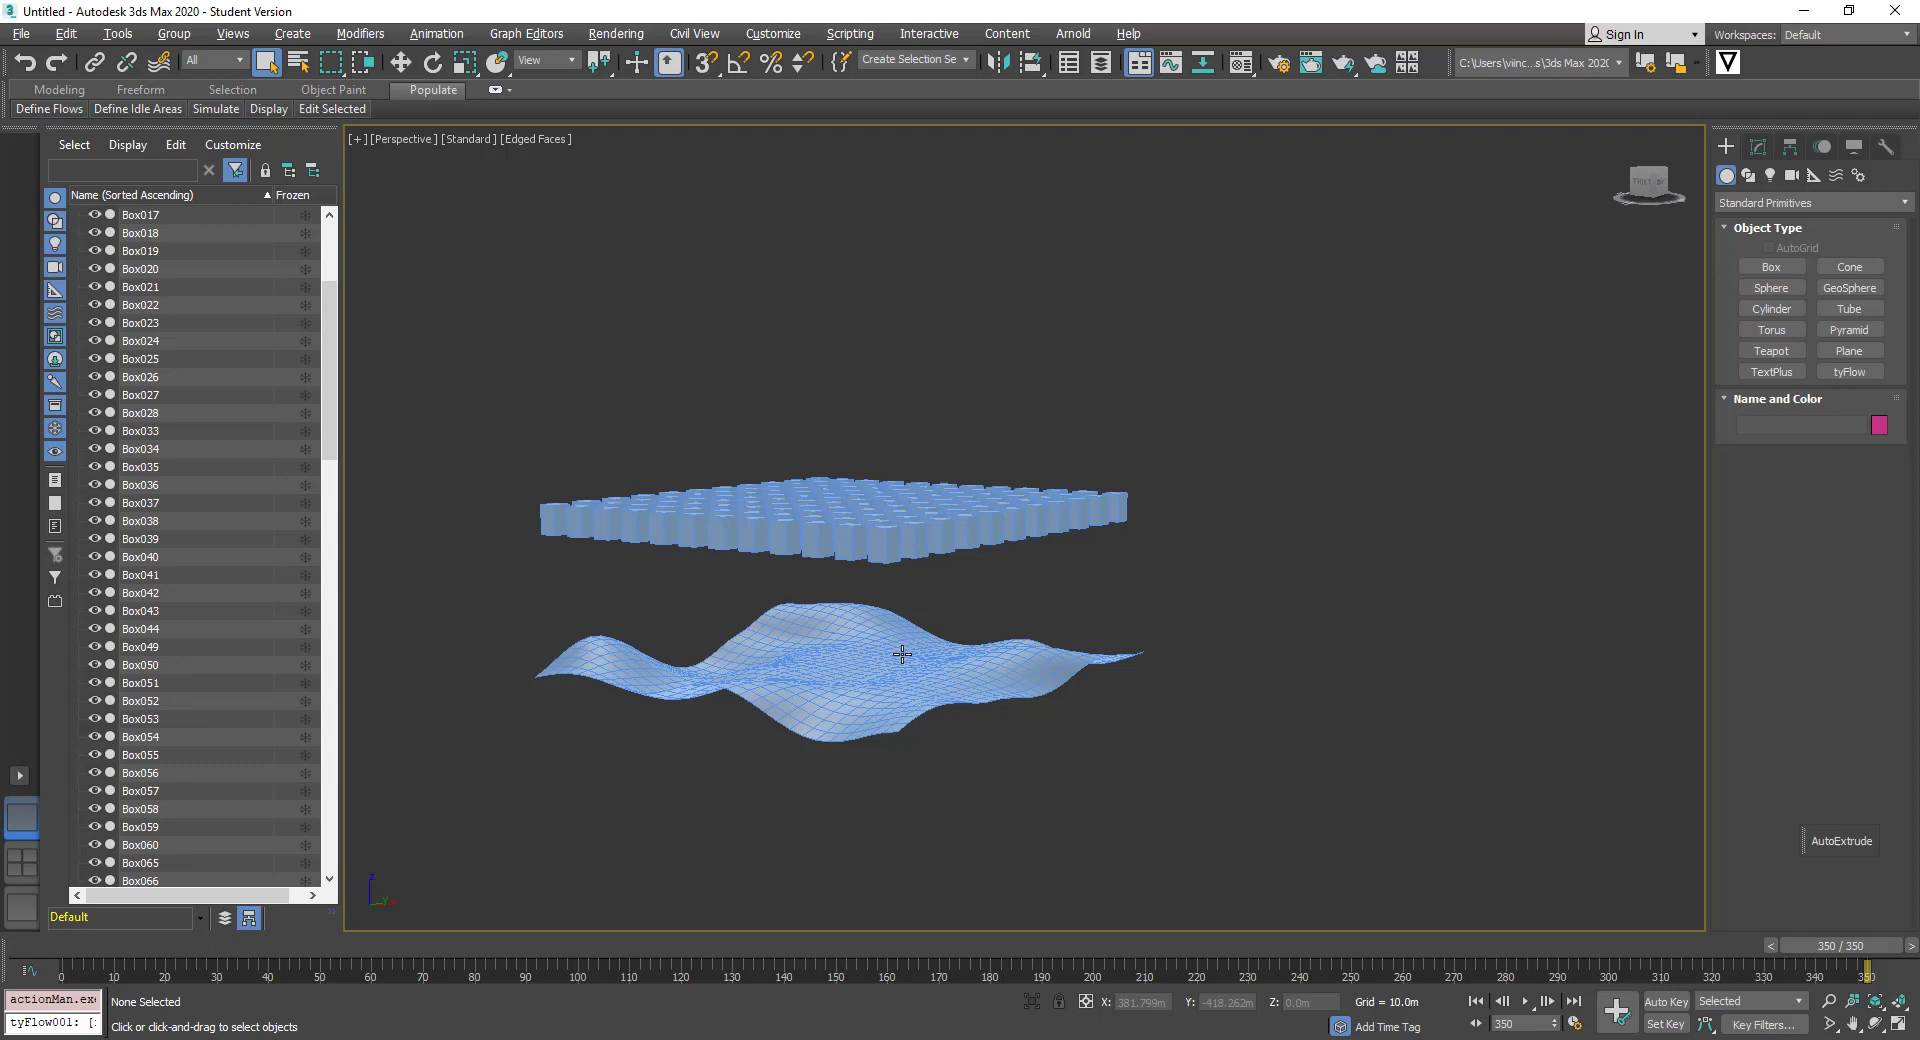 Untitled - Autodesk 3ds Max 2020 - Student Version
File Edit Tools Group Views Create Modifiers Animation Graph Editors Rendering Civil View Customize Scripting Interactive Content Arnold Help
Sign In Workspaces: Default
All View Create Selection Se C:\Users\viinc...s\3ds Max 2020
Modeling Freeform Selection Object Paint Populate
Define Flows Define Idle Areas Simulate Display Edit Selected
Select Display Edit Customize
Name (Sorted Ascending) Frozen
Box017
Box018
Box019
Box020
Box021
Box022
Box023
Box024
Box025
Box026
Box027
Box028
Box033
Box034
Box035
Box036
Box037
Box038
Box039
Box040
Box041
Box042
Box043
Box044
Box049
Box050
Box051
Box052
Box053
Box054
Box055
Box056
Box057
Box058
Box059
Box060
Box065
Box066
Default
[+] [Perspective] [Standard] [Edged Faces]
Z
Y
Standard Primitives
Object Type
AutoGrid
Box Cone
Sphere GeoSphere
Cylinder Tube
Torus Pyramid
Teapot Plane
TextPlus tyFlow
Name and Color
AutoExtrude
< 350 / 350 >
0 10 20 30 40 50 60 70 80 90 100 110 120 130 140 150 160 170 180 190 200 210 220 230 240 250 260 270 280 290 300 310 320 330 340 350
actionMan.exe None Selected X: 381.799m Y: -418.262m Z: 0.0m Grid = 10.0m Auto Key Selected
tyFlow001: [ Click or click-and-drag to select objects Add Time Tag 350 Set Key Key Filters...